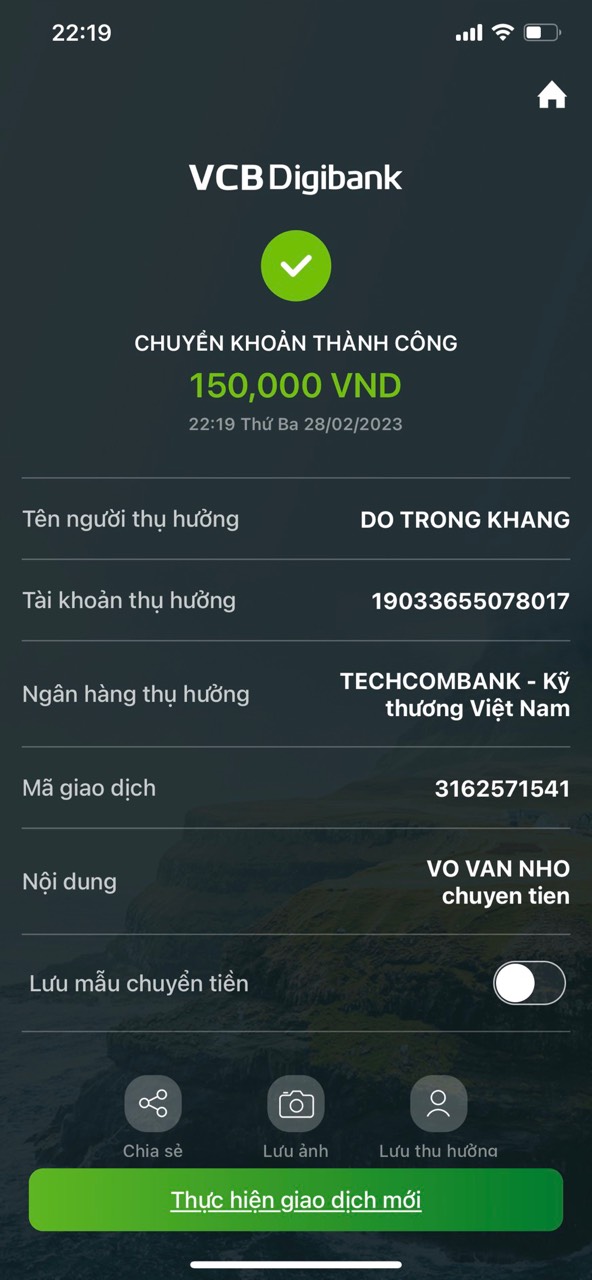 22:19
VCB Digibank
CHUYỂN KHOẢN THÀNH CÔNG
150,000 VND
22:19 Thứ Ba 28/02/2023
Tên người thụ hưởng DO TRONG KHANG
Tài khoản thụ hưởng 19033655078017
Ngân hàng thụ hưởng TECHCOMBANK - Kỹ
thương Việt Nam
Mã giao dịch 3162571541
Nội dung VO VAN NHO
chuyen tien
Lưu mẫu chuyển tiền
Chia sẻ Lưu ảnh Lưu thụ hưởng
Thực hiện giao dịch mới